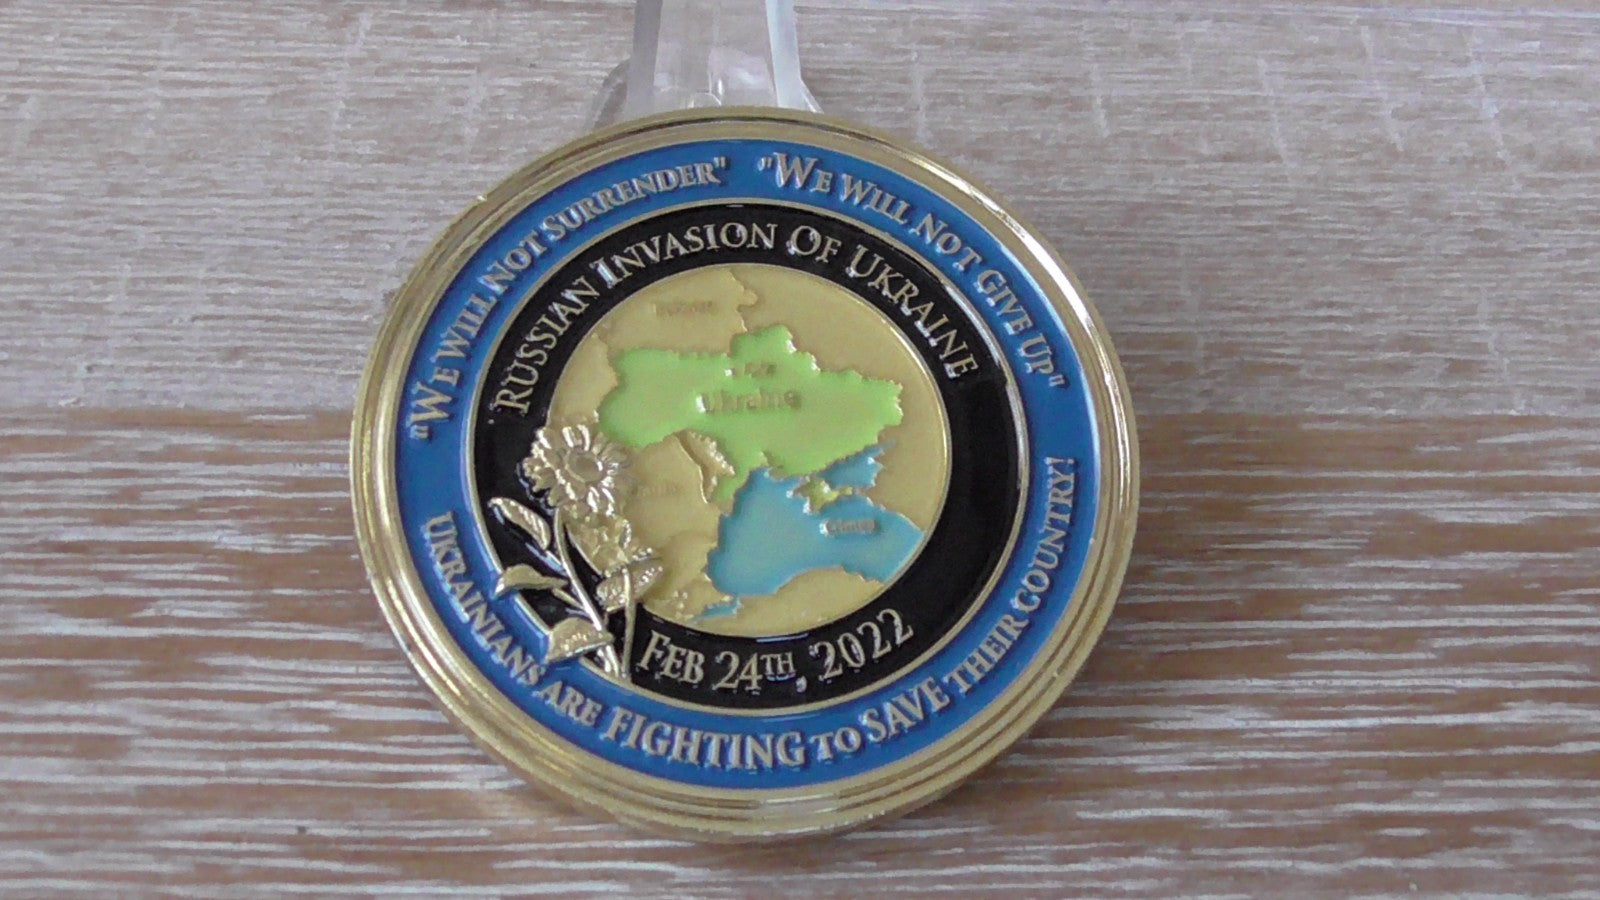 "WE WILL NOT SURRENDER" "WE WILL NOT GIVE UP"
RUSSIAN INVASION OF UKRAINE
Ukraine
Crimea
FEB 24TH, 2022
UKRAINIANS ARE FIGHTING TO SAVE THEIR COUNTRY!